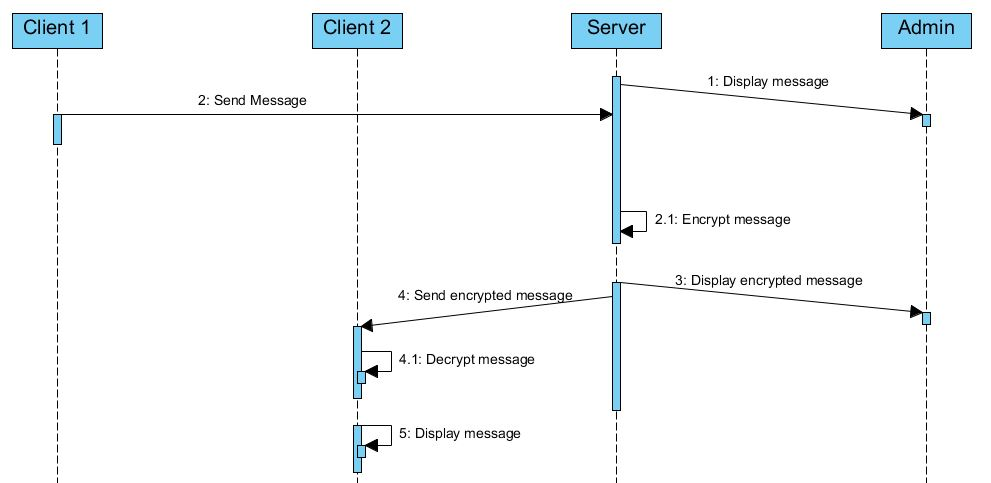 Client 1
Client 2
Server
Admin
1: Display message
2: Send Message
2.1: Encrypt message
3: Display encrypted message
4: Send encrypted message
4.1: Decrypt message
5: Display message